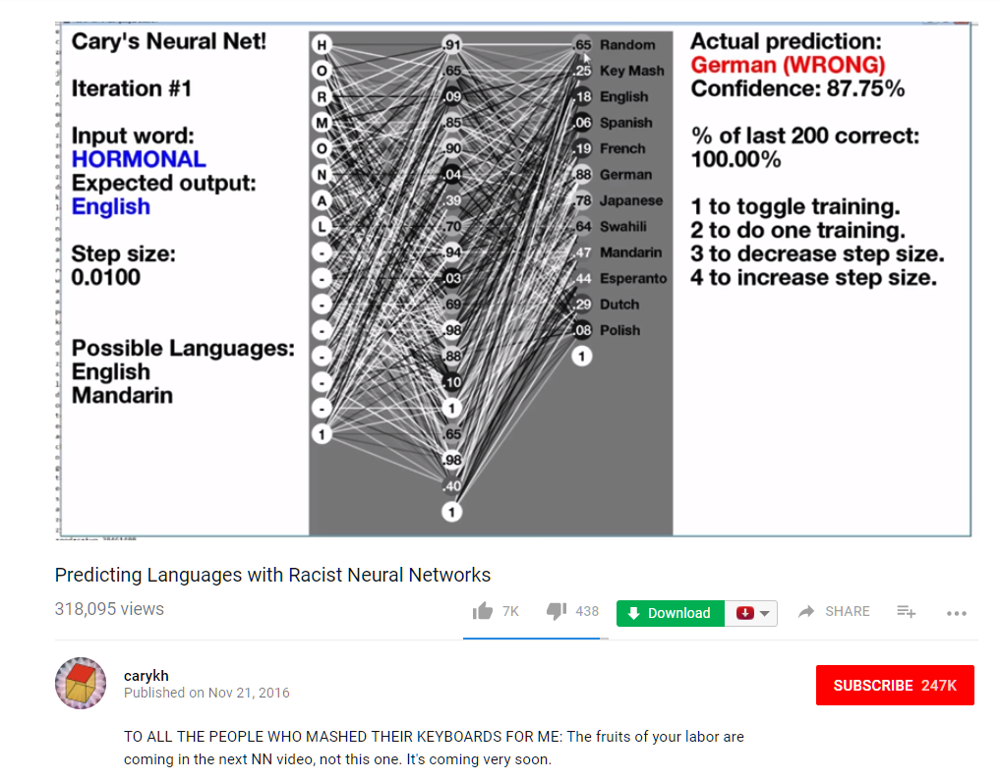 Cary's Neural Net!
Iteration #1
Input word:
HORMONAL
Expected output:
English
Step size:
0.0100
Possible Languages:
English
Mandarin
H
O
R
M
O
N
A
L
-
-
-
-
-
-
-
1
.91
.65
.09
.85
.90
.04
.39
.70
.94
.03
.69
.98
.88
.10
1
.65
.98
.40
1
.65 Random
.25 Key Mash
.18 English
.06 Spanish
.19 French
.88 German
.78 Japanese
.64 Swahili
.47 Mandarin
.44 Esperanto
.29 Dutch
.08 Polish
1
Actual prediction:
German (WRONG)
Confidence: 87.75%
% of last 200 correct:
100.00%
1 to toggle training.
2 to do one training.
3 to decrease step size.
4 to increase step size.
Predicting Languages with Racist Neural Networks
318,095 views
7K
438
Download
SHARE
carykh
Published on Nov 21, 2016
SUBSCRIBE 247K
TO ALL THE PEOPLE WHO MASHED THEIR KEYBOARDS FOR ME: The fruits of your labor are
coming in the next NN video, not this one. It's coming very soon.